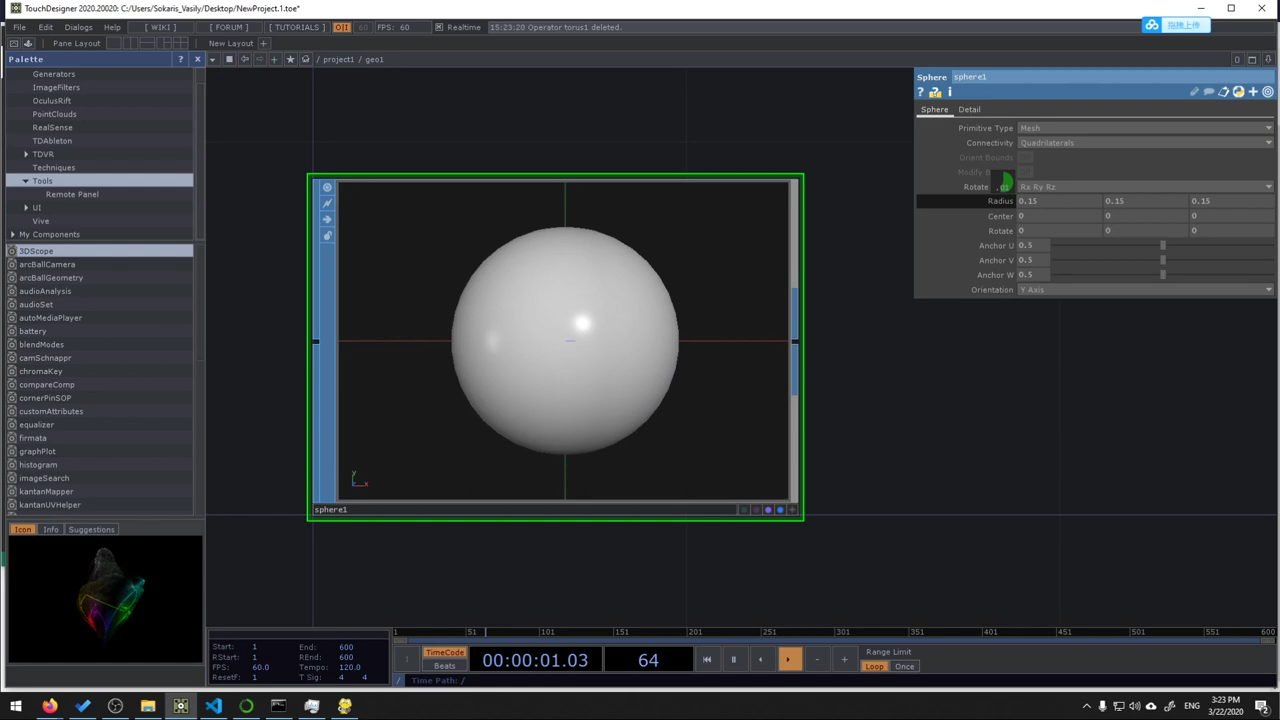 TouchDesigner 2020.20020: C:/Users/Sokaris_Vasily/Desktop/NewProject.1.toe*
File Edit Dialogs Help [ WIKI ] [ FORUM ] [ TUTORIALS ] OII 60 FPS: 60 Realtime 15:23:20 Operator torus1 deleted.
拖拽上传
Pane Layout New Layout +
Palette ? x / project1 / geo1 0
Generators
ImageFilters
OculusRift
PointClouds
RealSense
TDAbleton
TDVR
Techniques
Tools
Remote Panel
UI
Vive
My Components
3DScope
arcBallCamera
arcBallGeometry
audioAnalysis
audioSet
autoMediaPlayer
battery
blendModes
camSchnappr
chromaKey
compareComp
cornerPinSOP
customAttributes
equalizer
firmata
graphPlot
histogram
imageSearch
kantanMapper
kantanUVHelper
Icon Info Suggestions
y
x
sphere1
Sphere sphere1
? ? i
Sphere Detail
Primitive Type Mesh
Connectivity Quadrilaterals
Orient Bounds
Modify B
Rotate .01 Rx Ry Rz
Radius 0.15 0.15 0.15
Center 0 0 0
Rotate 0 0 0
Anchor U 0.5
Anchor V 0.5
Anchor W 0.5
Orientation Y Axis
1 51 101 151 201 251 301 351 401 451 501 551 600
Start: 1 End: 600
RStart: 1 REnd: 600
FPS: 60.0 Tempo: 120.0
ResetF: 1 T Sig: 4 4
TimeCode
Beats
00:00:01.03 64
- +
Range Limit
Loop Once
/ Time Path: /
ENG
3:23 PM
3/22/2020
2